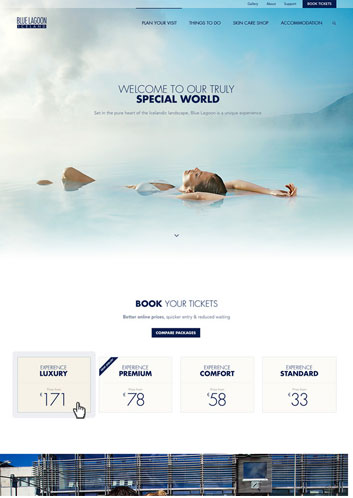 Gallery About Support BOOK TICKETS
BLUE LAGOON
ICELAND
PLAN YOUR VISIT THINGS TO DO SKIN CARE SHOP ACCOMMODATION
WELCOME TO OUR TRULY
SPECIAL WORLD
Set in the pure heart of the Icelandic landscape, Blue Lagoon is a unique experience
BOOK YOUR TICKETS
Better online prices, quicker entry & reduced waiting
COMPARE PACKAGES
EXPERIENCE
LUXURY
Price from
€171
EXPERIENCE
PREMIUM
Price from
€78
EXPERIENCE
COMFORT
Price from
€58
EXPERIENCE
STANDARD
Price from
€33